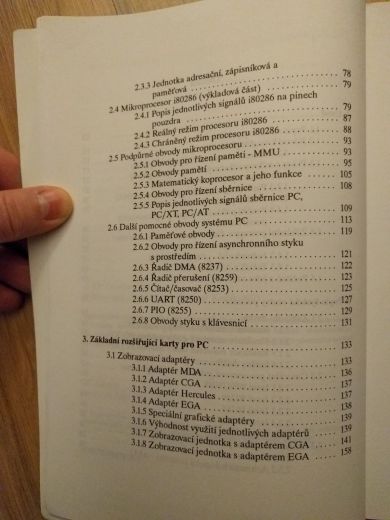 2.3.3 Jednotka adresační, zápisníková a
paměťová ........ 78
2.4 Mikroprocesor i80286 (výkladová část) ........ 79
2.4.1 Popis jednotlivých signálů i80286 na pinech
pouzdra ........ 79
2.4.2 Reálný režim procesoru i80286 ........ 87
2.4.3 Chráněný režim procesoru i80286 ........ 88
2.5 Podpůrné obvody mikroprocesoru ........ 93
2.5.1 Obvody pro řízení paměti - MMU ........ 93
2.5.2 Obvody pamětí ........ 95
2.5.3 Matematický koprocesor a jeho funkce ........ 105
2.5.4 Obvody pro řízení sběrnice ........ 108
2.5.5 Popis jednotlivých signálů sběrnice PC,
PC/XT, PC/AT ........ 109
2.6 Další pomocné obvody systému PC ........ 113
2.6.1 Paměťové obvody ........ 119
2.6.2 Obvody pro řízení asynchronního styku
s prostředím ........ 121
2.6.3 Řadič DMA (8237) ........ 122
2.6.4 Řadič přerušení (8259) ........ 123
2.6.5 Čítač/časovač (8253) ........ 125
2.6.6 UART (8250) ........ 127
2.6.7 PIO (8255) ........ 129
2.6.8 Obvody styku s klávesnicí ........ 131
3. Základní rozšiřující karty pro PC ........ 133
3.1 Zobrazovací adaptéry ........ 133
3.1.1 Adaptér MDA ........ 136
3.1.2 Adaptér CGA ........ 137
3.1.3 Adaptér Hercules ........ 137
3.1.4 Adaptér EGA ........ 138
3.1.5 Speciální grafické adaptéry ........ 139
3.1.6 Výhodnost využití jednotlivých adaptérů ........ 139
3.1.7 Zobrazovací jednotka s adaptérem CGA ........ 141
3.1.8 Zobrazovací jednotka s adaptérem EGA ........ 158